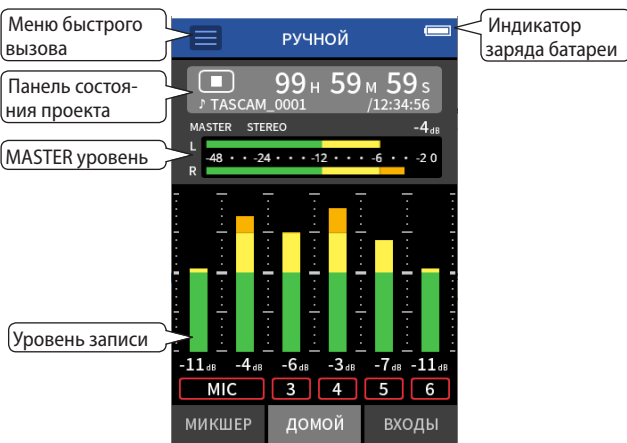 Меню быстрого
вызова
Индикатор
заряда батареи
РУЧНОЙ
Панель состоя-
ния проекта
99H 59M 59S
♪ TASCAM_0001 /12:34:56
MASTER STEREO -4dB
MASTER уровень
L
-48 · · -24 · · · · -12 · · · · -6 · · -2 0
R
Уровень записи
-11dB -4dB -6dB -3dB -7dB -11dB
MIC 3 4 5 6
МИКШЕР ДОМОЙ ВХОДЫ